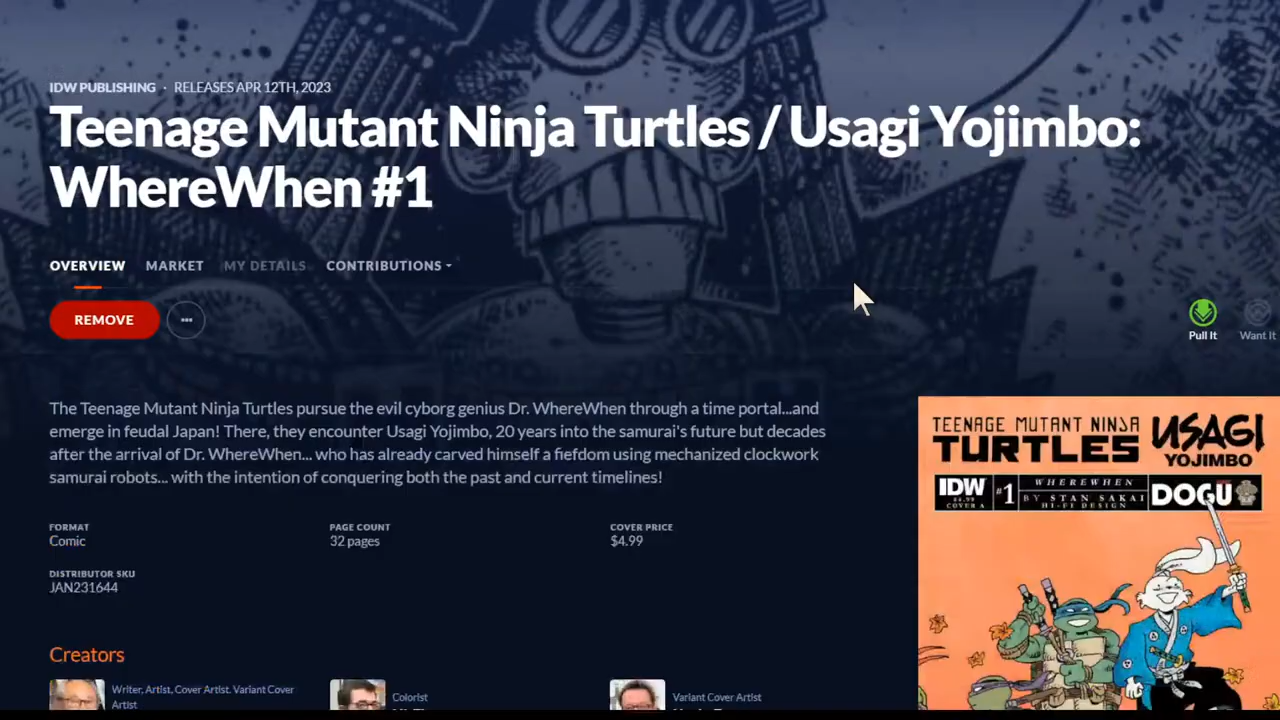 IDW PUBLISHING · RELEASES APR 12TH, 2023
Teenage Mutant Ninja Turtles / Usagi Yojimbo:
WhereWhen #1
OVERVIEW MARKET MY DETAILS CONTRIBUTIONS
REMOVE ...
Pull It Want It
The Teenage Mutant Ninja Turtles pursue the evil cyborg genius Dr. WhereWhen through a time portal...and
emerge in feudal Japan! There, they encounter Usagi Yojimbo, 20 years into the samurai's future but decades
after the arrival of Dr. WhereWhen... who has already carved himself a fiefdom using mechanized clockwork
samurai robots... with the intention of conquering both the past and current timelines!
FORMAT PAGE COUNT COVER PRICE
Comic 32 pages $4.99
DISTRIBUTOR SKU
JAN231644
TEENAGE MUTANT NINJA
TURTLES
USAGI
YOJIMBO
IDW
$4.99
COVER A
#1
WHEREWHEN
BY STAN SAKAI
HI-FI DESIGN
DOGU
Creators
Writer, Artist, Cover Artist. Variant Cover
Artist
Colorist
Variant Cover Artist